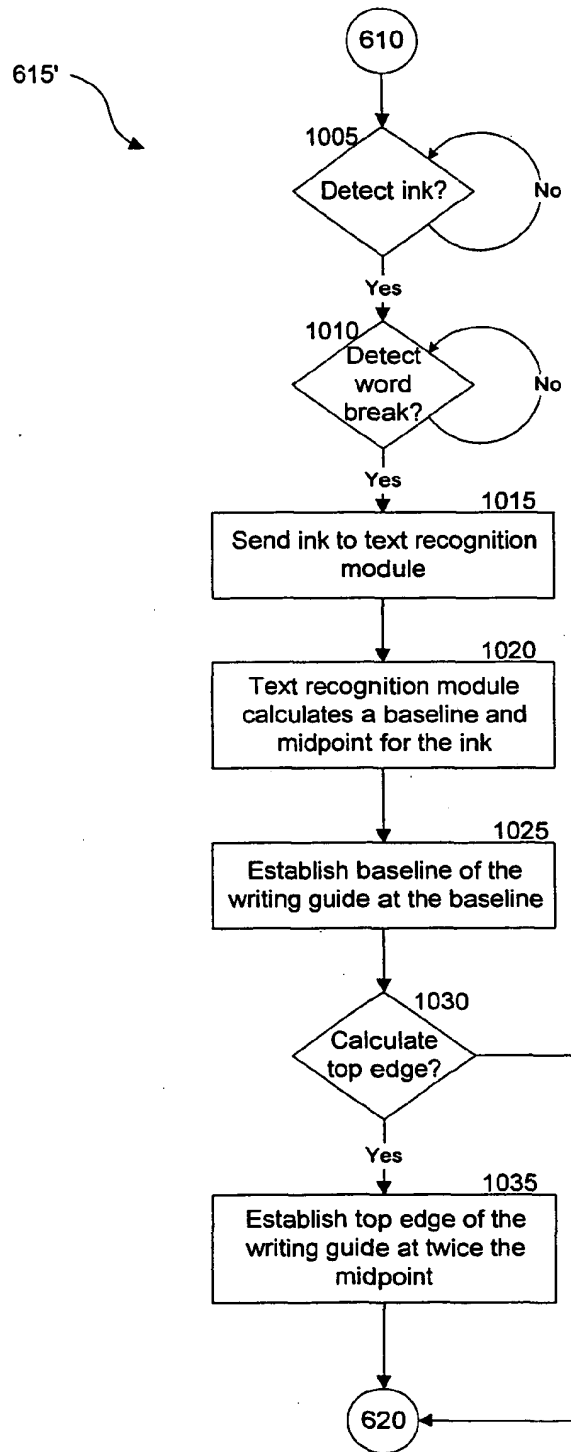 610
615'
1005
Detect ink?
No
Yes
1010
Detect
word
break?
No
Yes
1015
Send ink to text recognition
module
1020
Text recognition module
calculates a baseline and
midpoint for the ink
1025
Establish baseline of the
writing guide at the baseline
1030
Calculate
top edge?
Yes
1035
Establish top edge of the
writing guide at twice the
midpoint
620